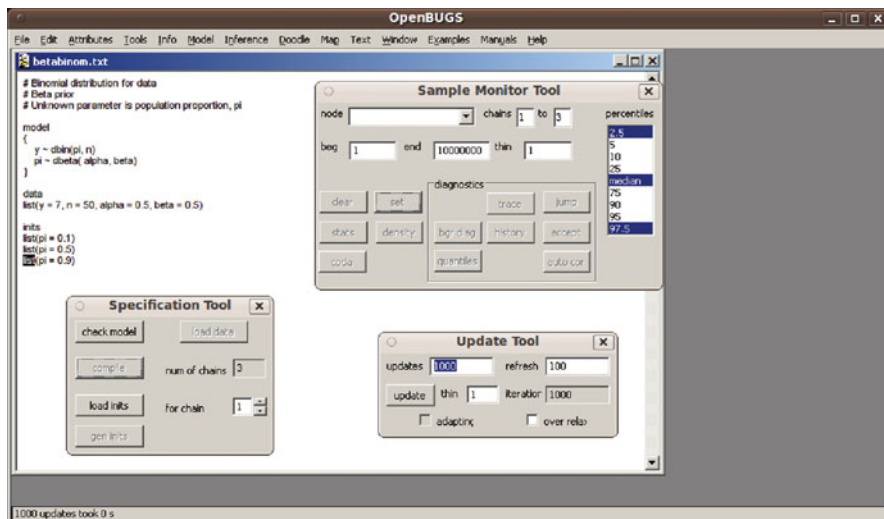 OpenBUGS
File Edit Attributes Tools Info Model Inference Doodle Map Text Window Examples Manuals Help
betabinom.txt
# Binomial distribution for data
# Beta prior
# Unknown parameter is population proportion, pi
model
{
y ~ dbin(pi, n)
pi ~ dbeta( alpha, beta)
}
data
list(y = 7, n = 50, alpha = 0.5, beta = 0.5)
inits
list(pi = 0.1)
list(pi = 0.5)
list(pi = 0.9)
Sample Monitor Tool
node chains 1 to 3 percentiles
beg 1 end 10000000 thin 1
2.5
5
10
25
median
75
90
95
97.5
diagnostics
clear set trace jump
stats density bgr diag history accept
coda quantiles auto cor
Specification Tool
check model load data
compile num of chains 3
load inits for chain 1
gen inits
Update Tool
updates 1000 refresh 100
update thin 1 iteration 1000
adapting over relax
1000 updates took 0 s